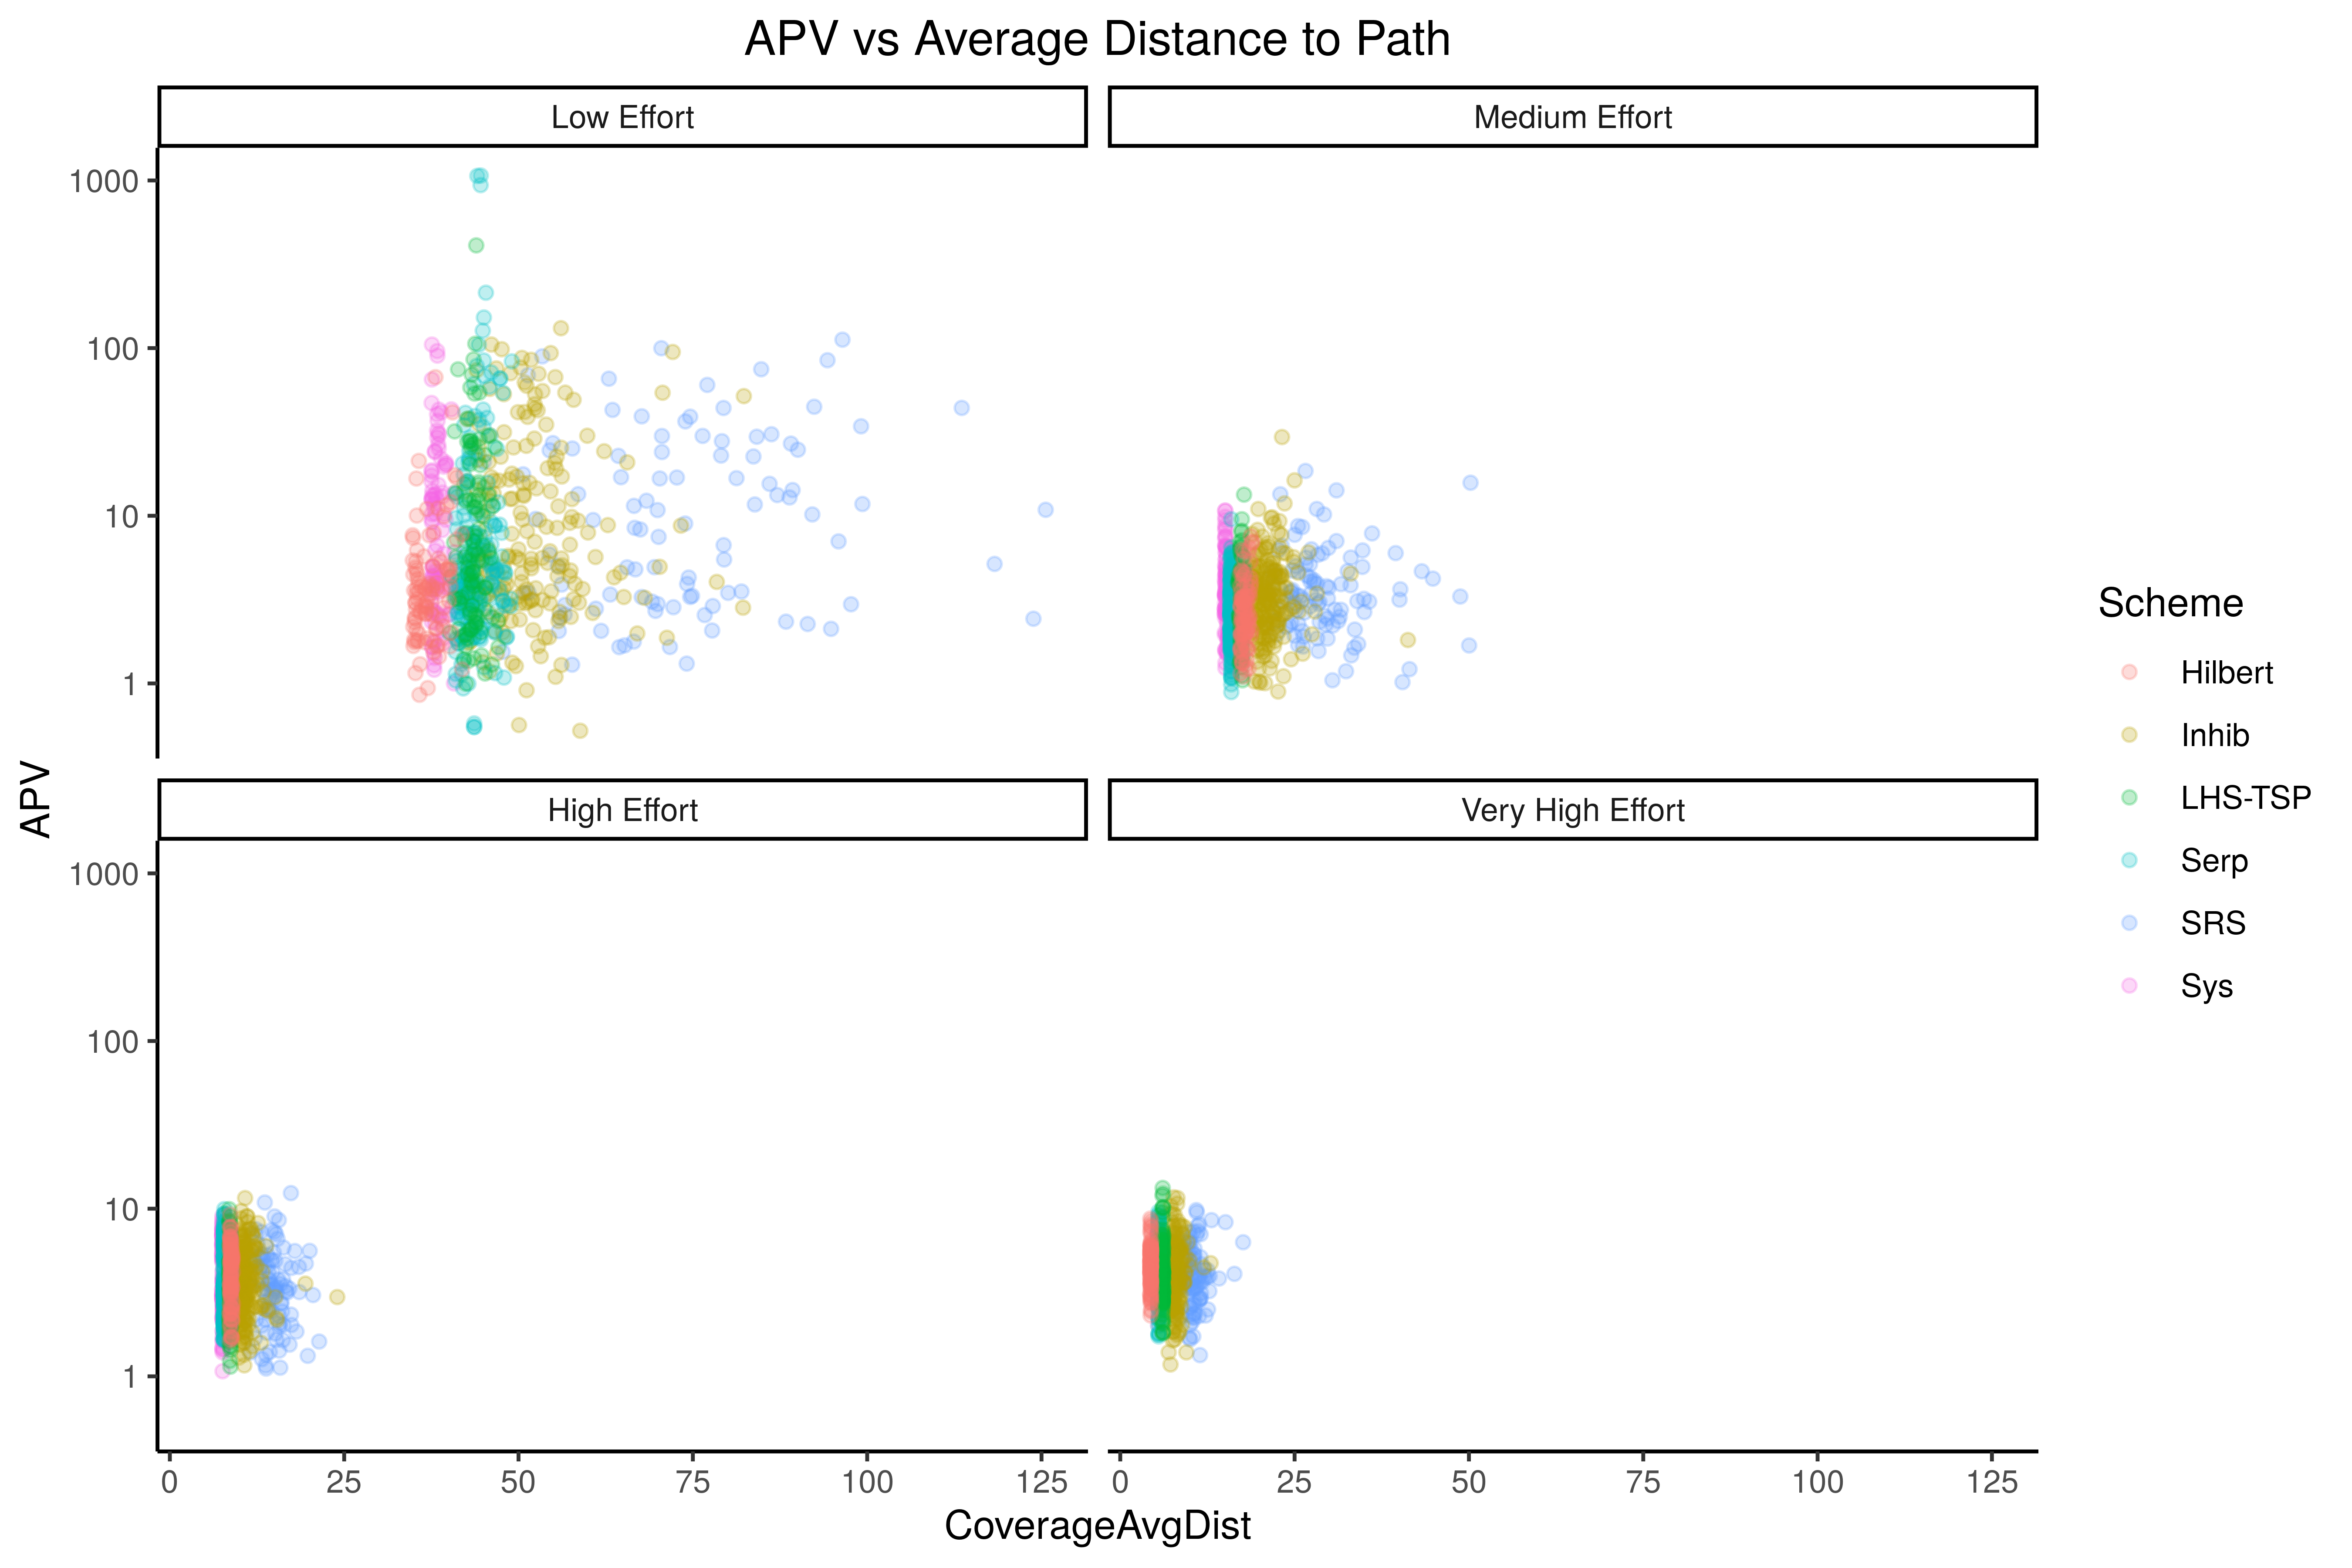 APV vs Average Distance to Path
Low Effort
Medium Effort
1000
100
10
1
High Effort
Very High Effort
1000
100
10
1
0 25 50 75 100 125
0 25 50 75 100 125
CoverageAvgDist
APV
Scheme
Hilbert
Inhib
LHS-TSP
Serp
SRS
Sys